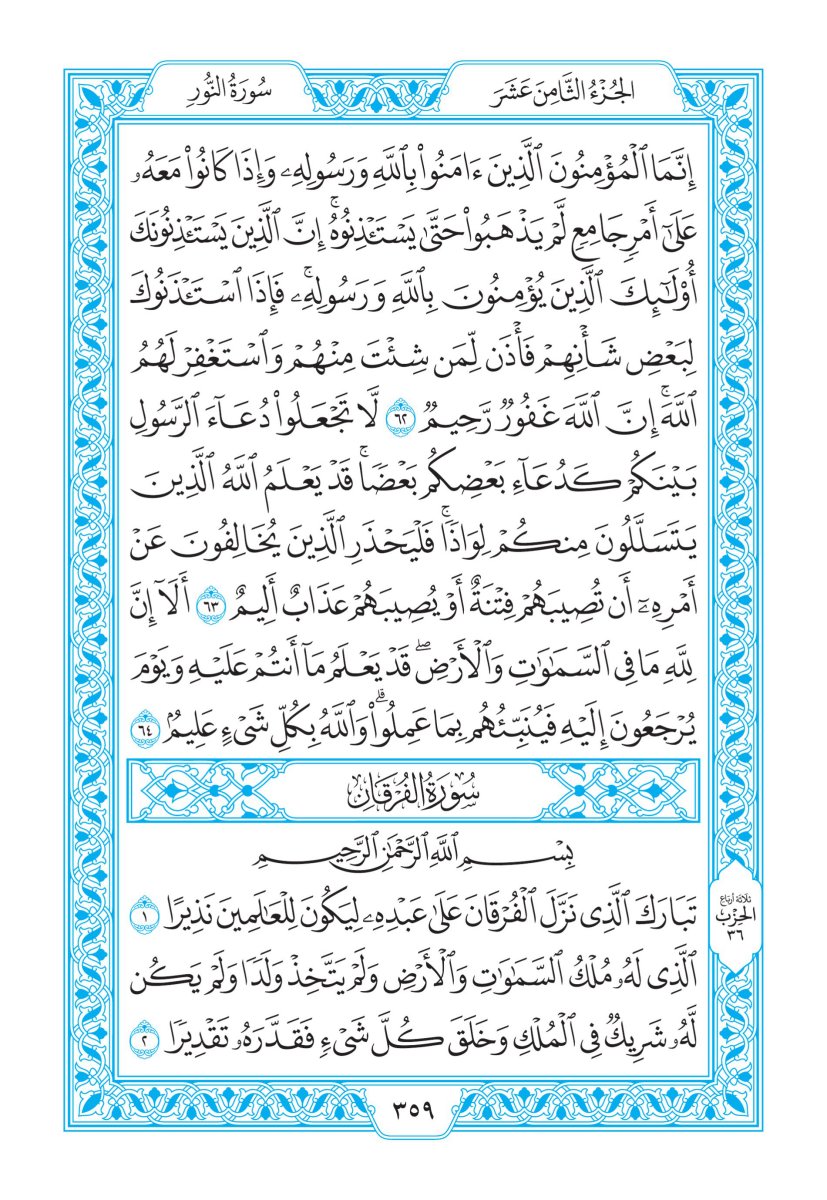 الجُزْءُ الثَّامِنَ عَشَرَ
سُورَةُ النُّورِ
إِنَّمَا ٱلْمُؤْمِنُونَ ٱلَّذِينَ ءَامَنُوا۟ بِٱللَّهِ وَرَسُولِهِۦ وَإِذَا كَانُوا۟ مَعَهُۥ
عَلَىٰٓ أَمْرٍ جَامِعٍ لَّمْ يَذْهَبُوا۟ حَتَّىٰ يَسْتَـْٔذِنُوهُ ۚ إِنَّ ٱلَّذِينَ يَسْتَـْٔذِنُونَكَ
أُو۟لَـٰٓئِكَ ٱلَّذِينَ يُؤْمِنُونَ بِٱللَّهِ وَرَسُولِهِۦ ۚ فَإِذَا ٱسْتَـْٔذَنُوكَ
لِبَعْضِ شَأْنِهِمْ فَأْذَن لِّمَن شِئْتَ مِنْهُمْ وَٱسْتَغْفِرْ لَهُمُ
ٱللَّهَ ۚ إِنَّ ٱللَّهَ غَفُورٌ رَّحِيمٌ ٦٢ لَّا تَجْعَلُوا۟ دُعَآءَ ٱلرَّسُولِ
بَيْنَكُمْ كَدُعَآءِ بَعْضِكُم بَعْضًا ۚ قَدْ يَعْلَمُ ٱللَّهُ ٱلَّذِينَ
يَتَسَلَّلُونَ مِنكُمْ لِوَاذًا ۚ فَلْيَحْذَرِ ٱلَّذِينَ يُخَالِفُونَ عَنْ
أَمْرِهِۦٓ أَن تُصِيبَهُمْ فِتْنَةٌ أَوْ يُصِيبَهُمْ عَذَابٌ أَلِيمٌ ٦٣ أَلَآ إِنَّ
لِلَّهِ مَا فِى ٱلسَّمَـٰوَٰتِ وَٱلْأَرْضِ ۖ قَدْ يَعْلَمُ مَآ أَنتُمْ عَلَيْهِ وَيَوْمَ
يُرْجَعُونَ إِلَيْهِ فَيُنَبِّئُهُم بِمَا عَمِلُوا۟ ۗ وَٱللَّهُ بِكُلِّ شَىْءٍ عَلِيمٌۢ ٦٤
سُورَةُ الفُرْقَانِ
بِسْمِ ٱللَّهِ ٱلرَّحْمَـٰنِ ٱلرَّحِيمِ
تَبَارَكَ ٱلَّذِى نَزَّلَ ٱلْفُرْقَانَ عَلَىٰ عَبْدِهِۦ لِيَكُونَ لِلْعَـٰلَمِينَ نَذِيرًا ١
ٱلَّذِى لَهُۥ مُلْكُ ٱلسَّمَـٰوَٰتِ وَٱلْأَرْضِ وَلَمْ يَتَّخِذْ وَلَدًا وَلَمْ يَكُن
لَّهُۥ شَرِيكٌ فِى ٱلْمُلْكِ وَخَلَقَ كُلَّ شَىْءٍ فَقَدَّرَهُۥ تَقْدِيرًا ٢
ثلاثة أرباع
الحِزْب
٣٦
٣٥٩